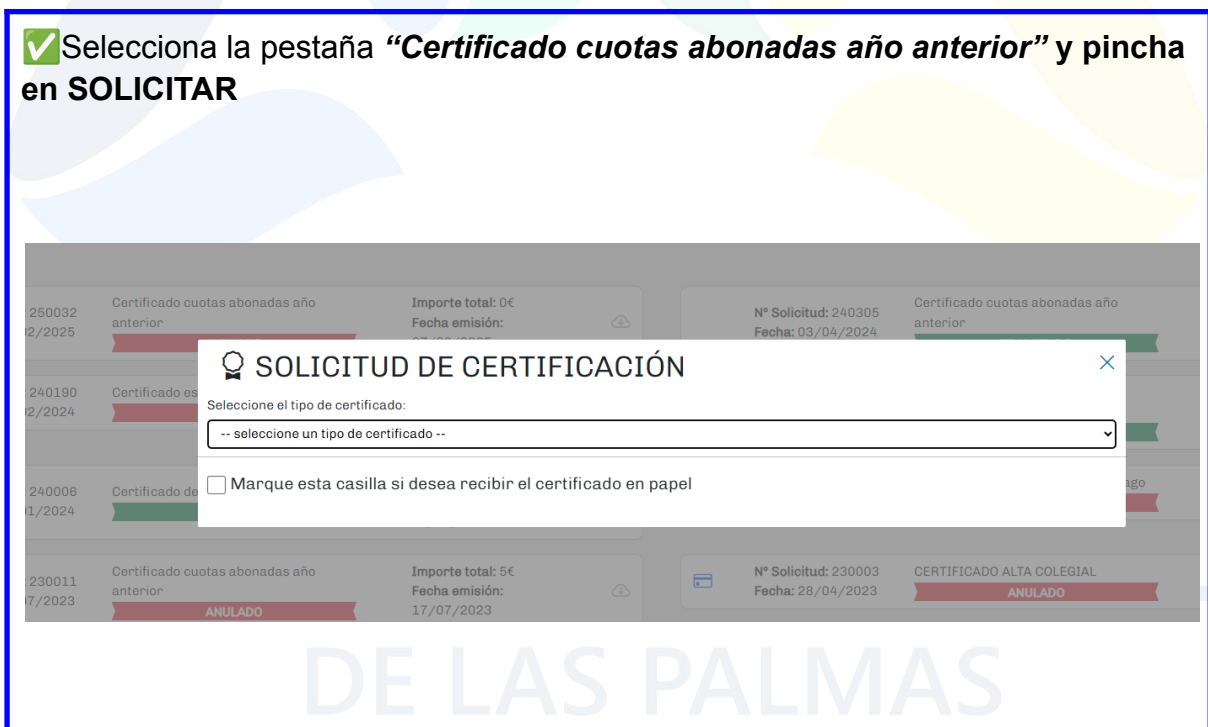 ✅Selecciona la pestaña “Certificado cuotas abonadas año anterior” y pincha
en SOLICITAR
250032
2/2025
Certificado cuotas abonadas año
anterior
Importe total: 0€
Fecha emisión:
Nº Solicitud: 240305
Fecha: 03/04/2024
Certificado cuotas abonadas año
anterior
SOLICITUD DE CERTIFICACIÓN
Seleccione el tipo de certificado:
-- seleccione un tipo de certificado --
Marque esta casilla si desea recibir el certificado en papel
240190
2/2024
Certificado es
240006
1/2024
Certificado de
ago
230011
7/2023
Certificado cuotas abonadas año
anterior
ANULADO
Importe total: 5€
Fecha emisión:
17/07/2023
Nº Solicitud: 230003
Fecha: 28/04/2023
CERTIFICADO ALTA COLEGIAL
ANULADO
DE LAS PALMAS